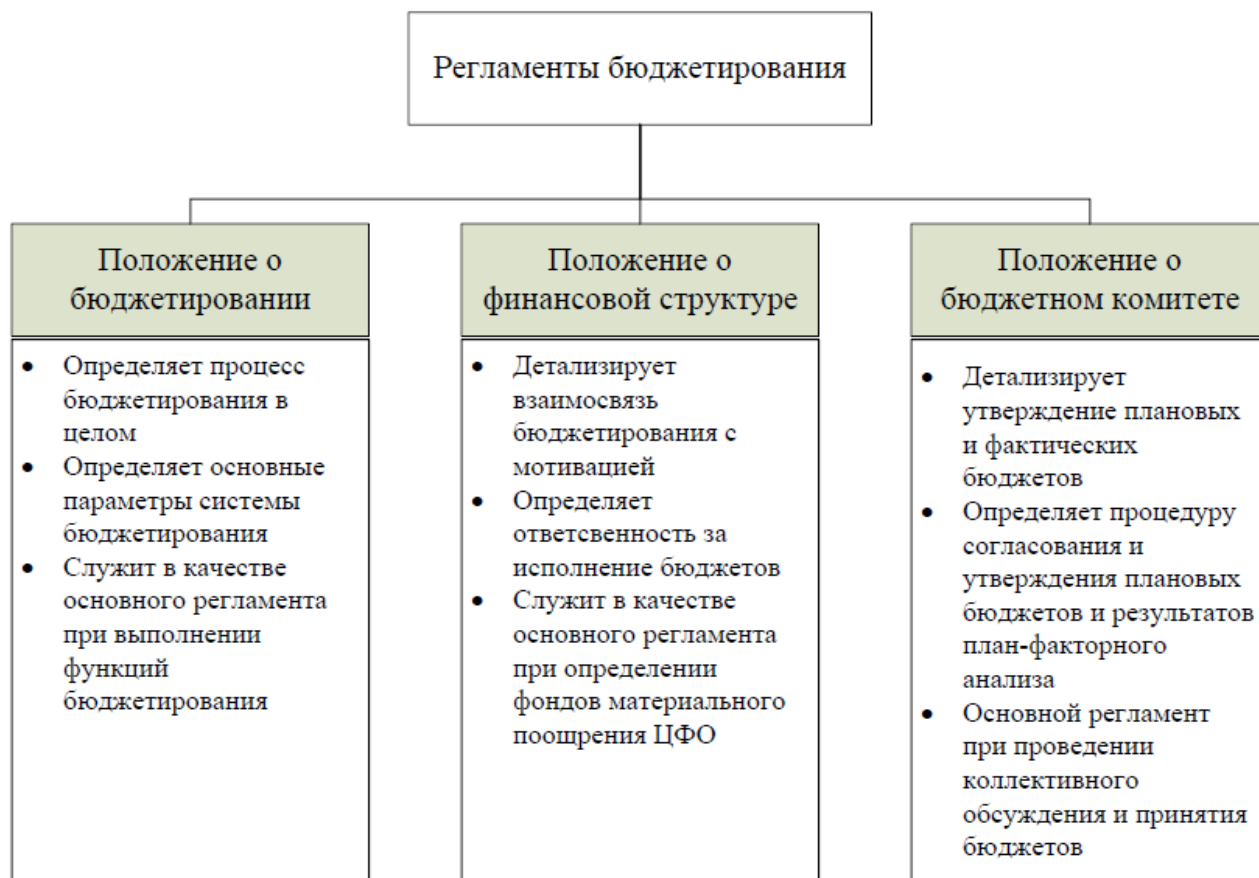 Регламенты бюджетирования
Положение о
бюджетировании
• Определяет процесс
бюджетирования в
целом
• Определяет основные
параметры системы
бюджетирования
• Служит в качестве
основного регламента
при выполнении
функций
бюджетирования
Положение о
финансовой структуре
• Детализирует
взаимосвязь
бюджетирования с
мотивацией
• Определяет
ответсвенность за
исполнение бюджетов
• Служит в качестве
основного регламента
при определении
фондов материального
поощрения ЦФО
Положение о
бюджетном комитете
• Детализирует
утверждение плановых
и фактических
бюджетов
• Определяет процедуру
согласования и
утверждения плановых
бюджетов и результатов
план-факторного
анализа
• Основной регламент
при проведении
коллективного
обсуждения и принятия
бюджетов